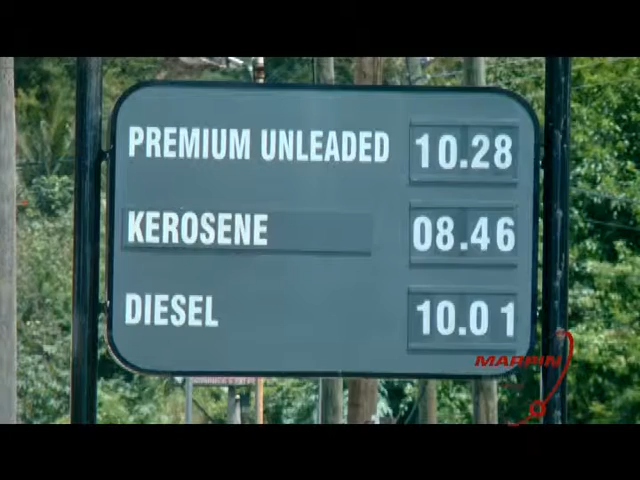 PREMIUM UNLEADED 10.28
KEROSENE 08.46
DIESEL 10.01
MARPIN